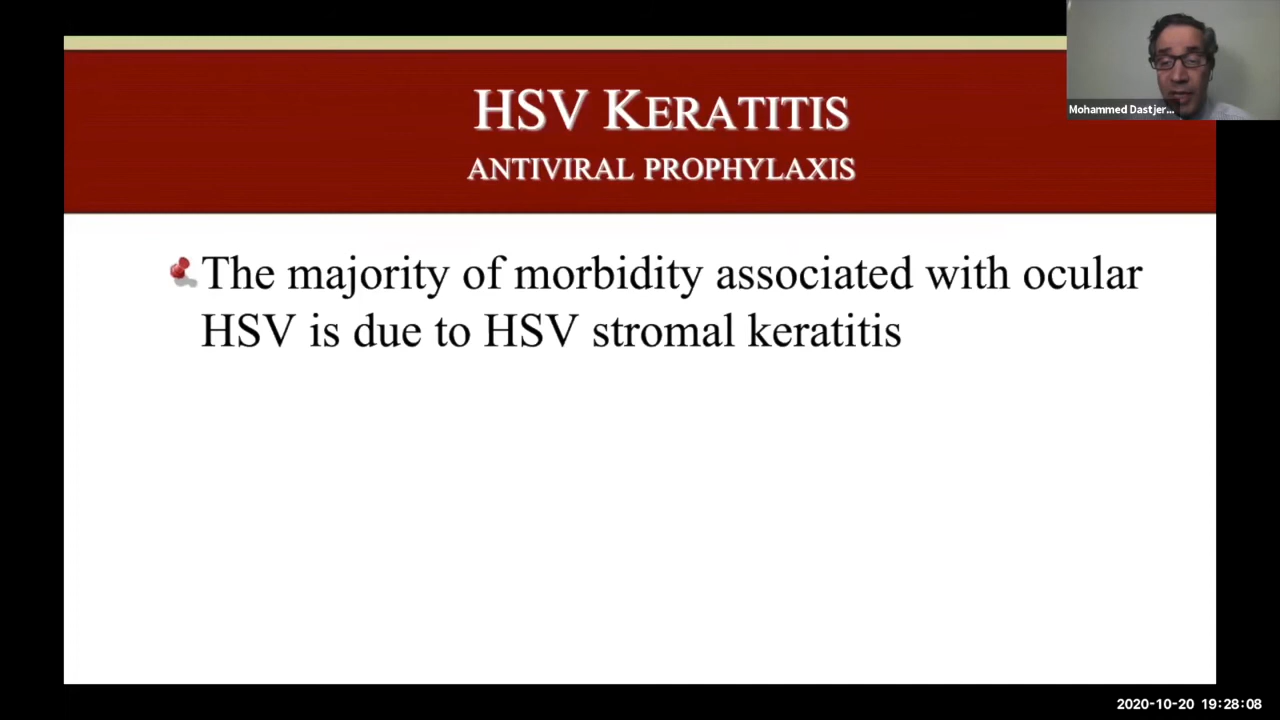 HSV KERATITIS
ANTIVIRAL PROPHYLAXIS
Mohammed Dastjer...
The majority of morbidity associated with ocular
HSV is due to HSV stromal keratitis
2020-10-20 19:28:08